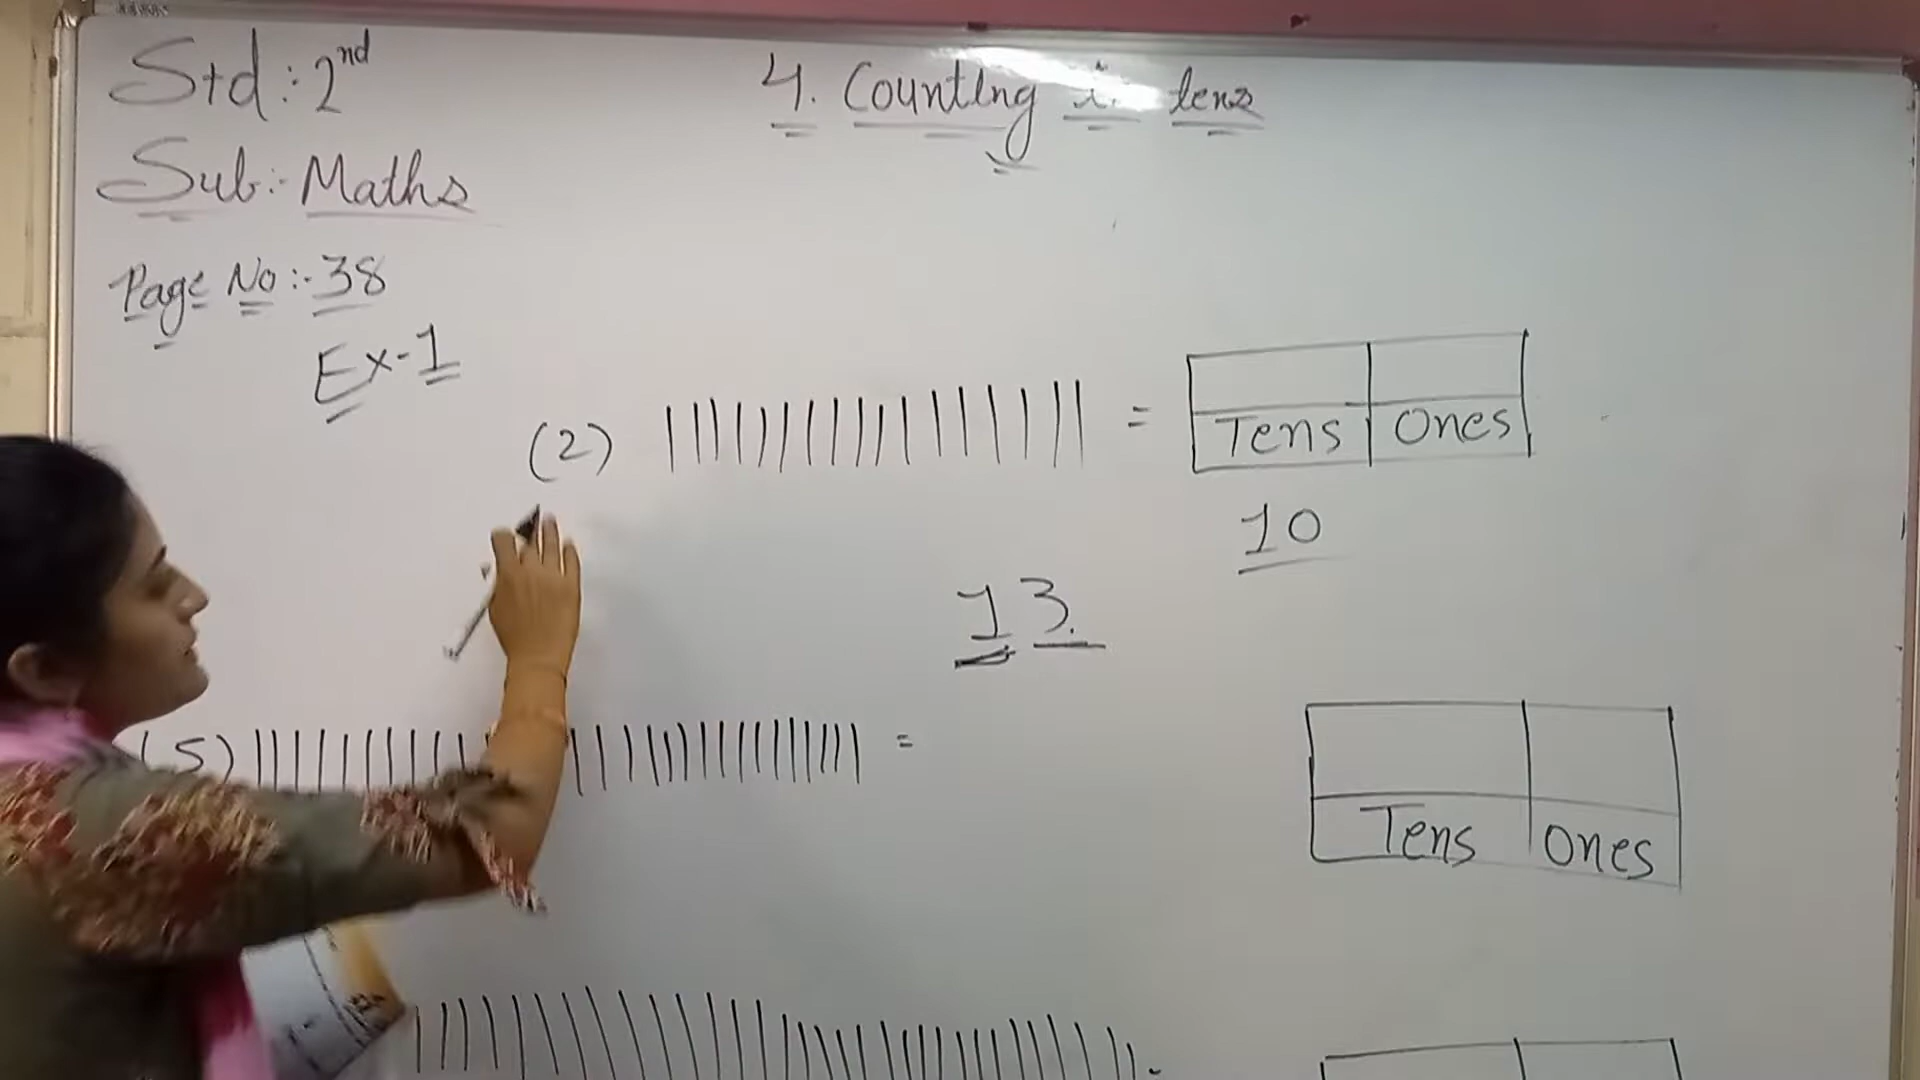 Std:- 2nd
4. Counting in tens
Sub:- Maths
Page No:- 38
Ex-1
(2) =
Tens Ones
10
13.
(5) =
Tens Ones